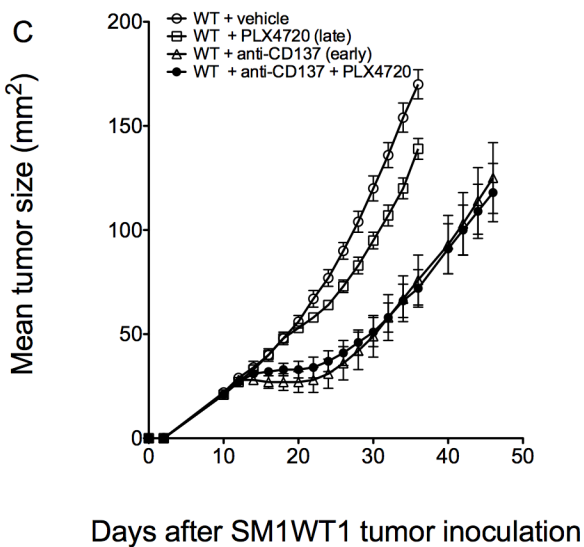 C
WT + vehicle
WT + PLX4720 (late)
WT + anti-CD137 (early)
WT + anti-CD137 + PLX4720
Mean tumor size (mm²)
200
150
100
50
0
0 10 20 30 40 50
Days after SM1WT1 tumor inoculation